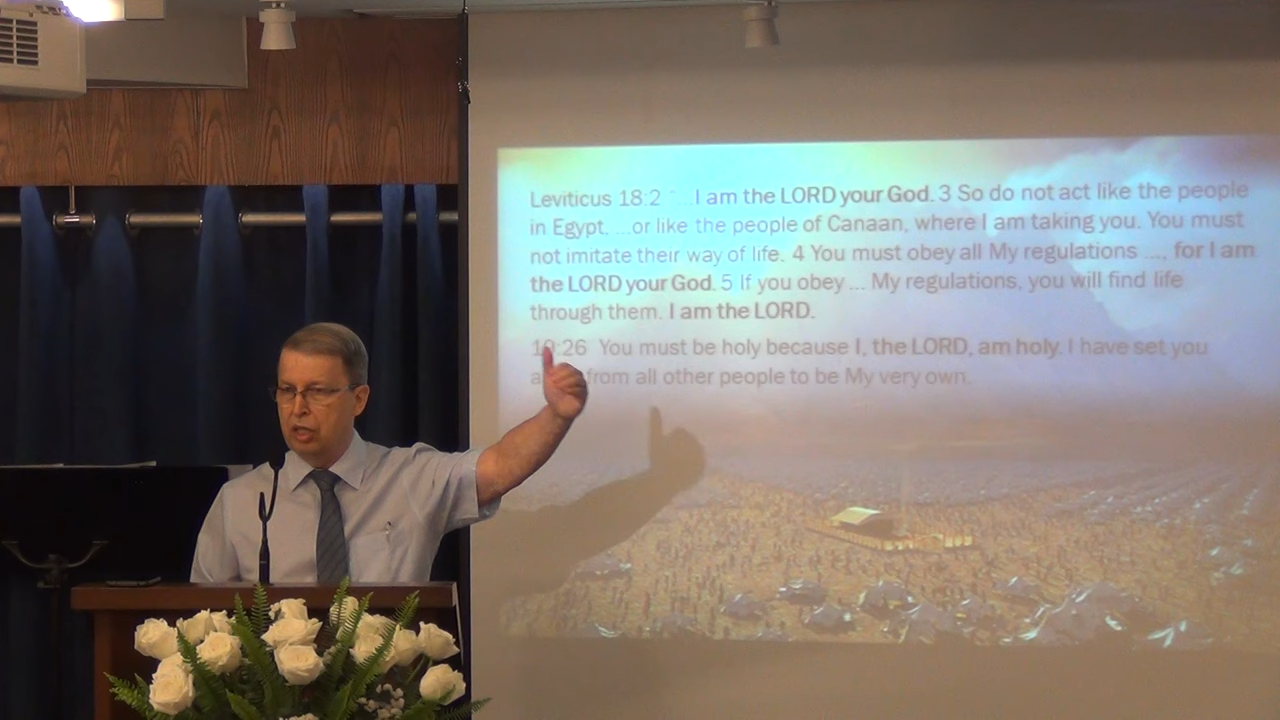 Leviticus 18:2 "...I am the LORD your God. 3 So do not act like the people
in Egypt, ...or like the people of Canaan, where I am taking you. You must
not imitate their way of life. 4 You must obey all My regulations ..., for I am
the LORD your God. 5 If you obey ... My regulations, you will find life
through them. I am the LORD.
:26 You must be holy because I, the LORD, am holy. I have set you
from all other people to be My very own.